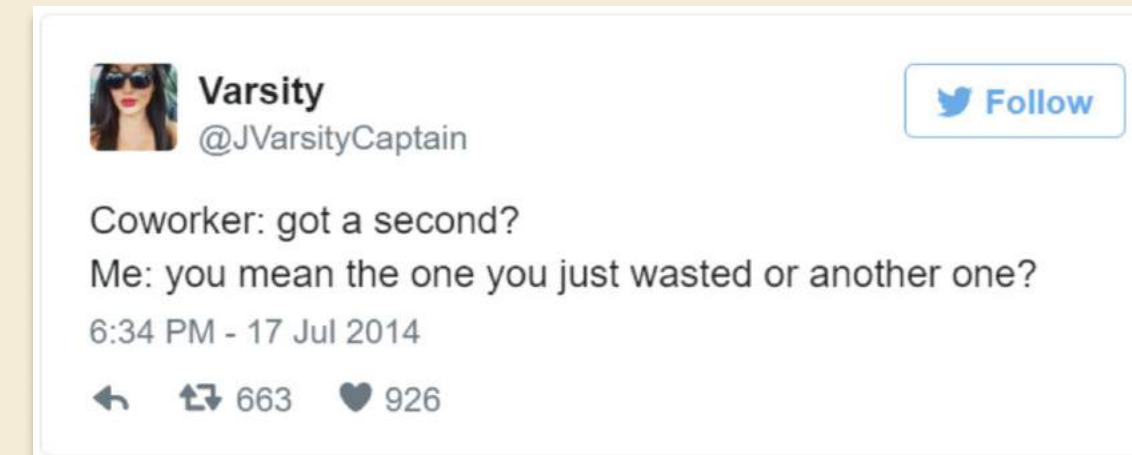 Varsity
@JVarsityCaptain
Follow
Coworker: got a second?
Me: you mean the one you just wasted or another one?
6:34 PM - 17 Jul 2014
663 926